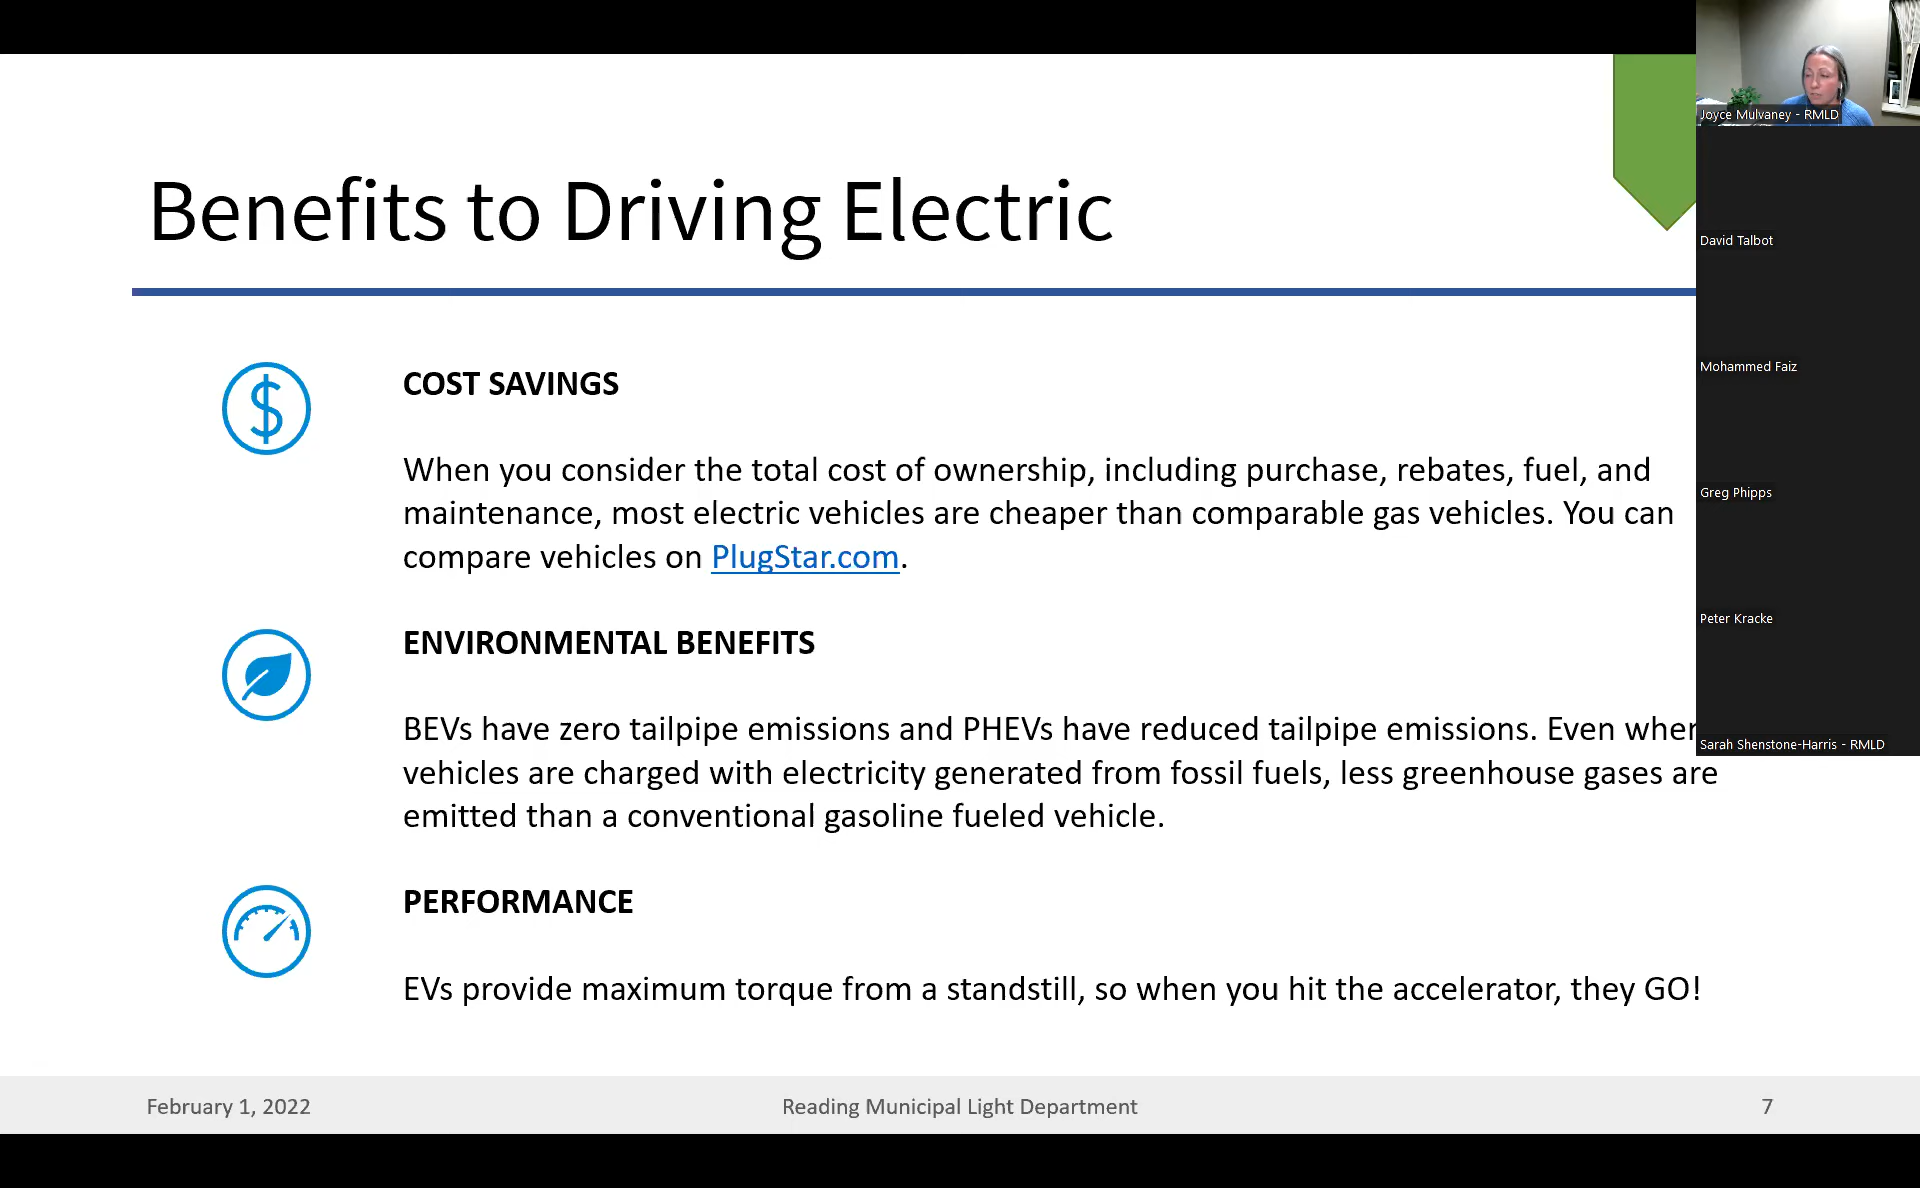 Benefits to Driving Electric
COST SAVINGS
When you consider the total cost of ownership, including purchase, rebates, fuel, and
maintenance, most electric vehicles are cheaper than comparable gas vehicles. You can
compare vehicles on PlugStar.com.
ENVIRONMENTAL BENEFITS
BEVs have zero tailpipe emissions and PHEVs have reduced tailpipe emissions. Even when
vehicles are charged with electricity generated from fossil fuels, less greenhouse gases are
emitted than a conventional gasoline fueled vehicle.
PERFORMANCE
EVs provide maximum torque from a standstill, so when you hit the accelerator, they GO!
February 1, 2022
Reading Municipal Light Department
7
Joyce Mulvaney - RMLD
David Talbot
Mohammed Faiz
Greg Phipps
Peter Kracke
Sarah Shenstone-Harris - RMLD